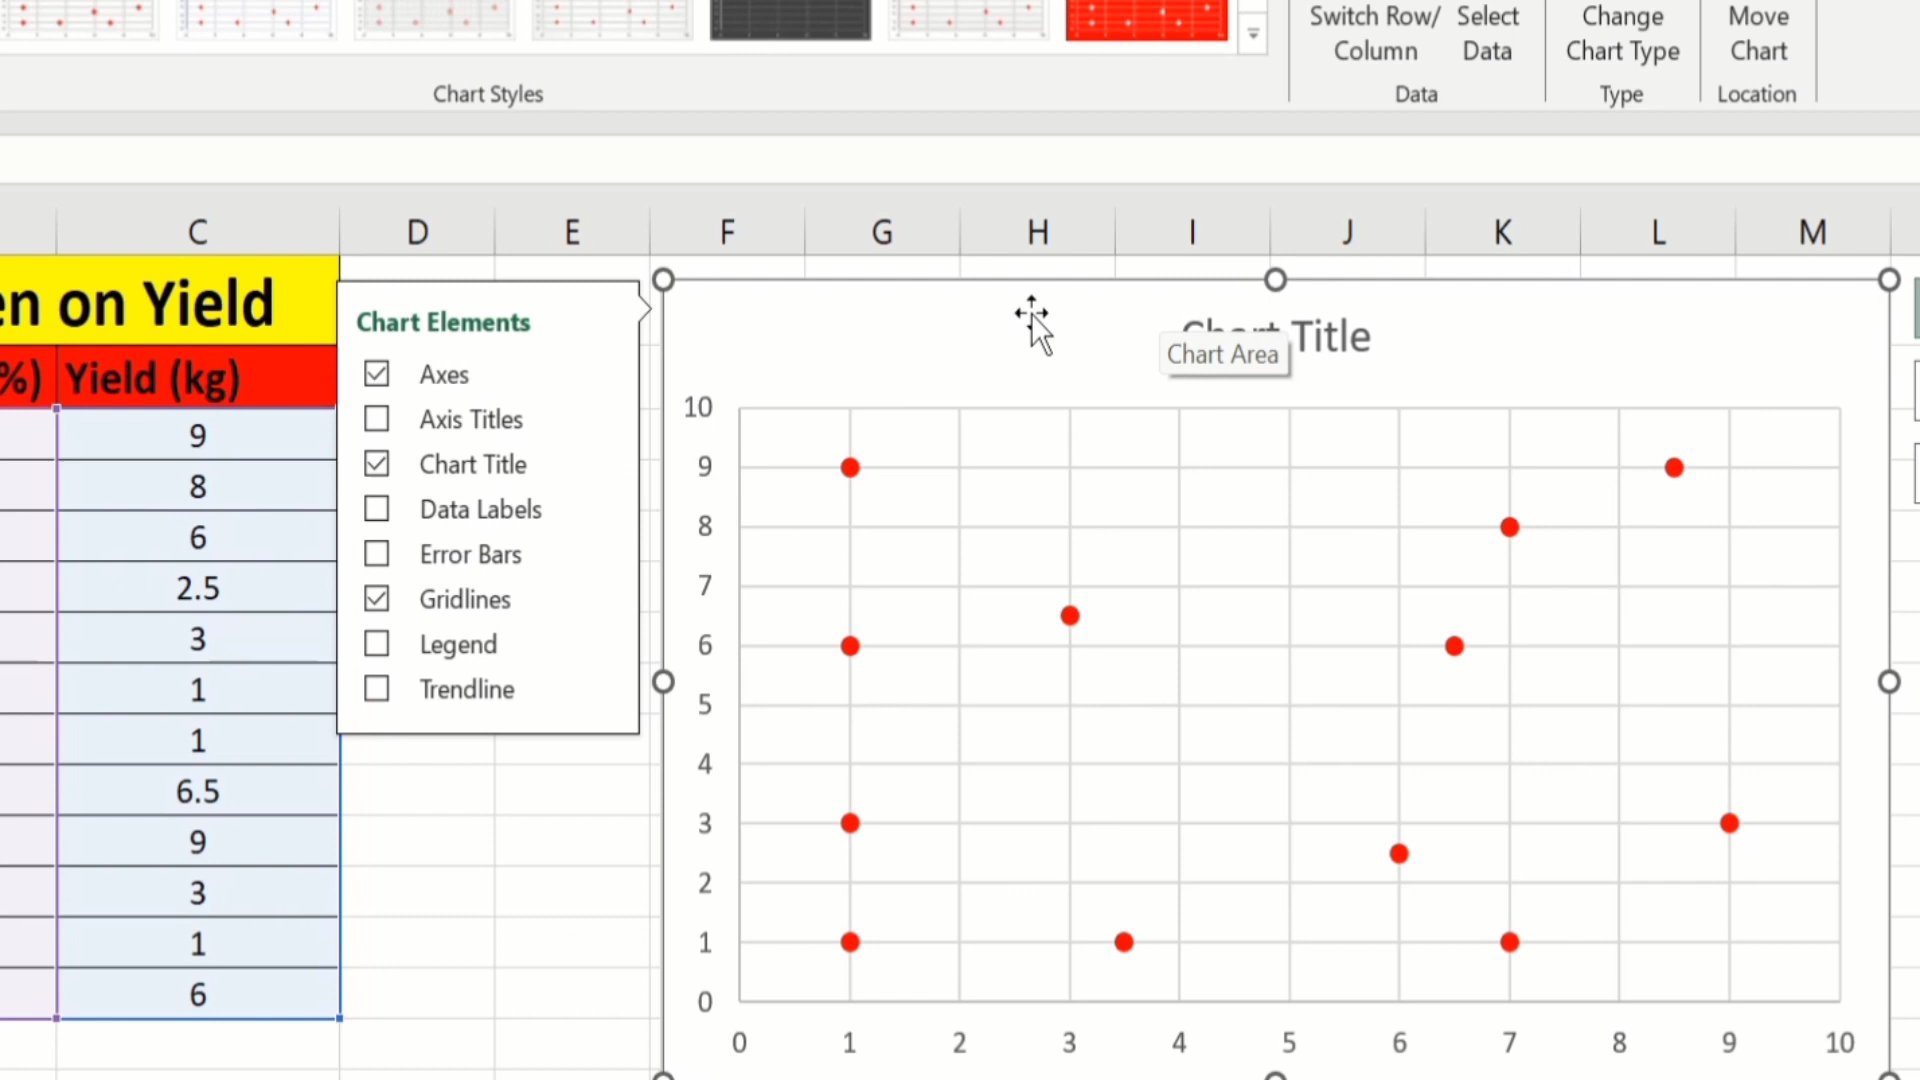 Switch Row/
Column
Select
Data
Change
Chart Type
Move
Chart
Chart Styles
Data
Type
Location
C D E F G H I J K L M
en on Yield
%) Yield (kg)
9
8
6
2.5
3
1
1
6.5
9
3
1
6
Chart Elements
Axes
Axis Titles
Chart Title
Data Labels
Error Bars
Gridlines
Legend
Trendline
Chart Title
Chart Area
10
9
8
7
6
5
4
3
2
1
0
0 1 2 3 4 5 6 7 8 9 10